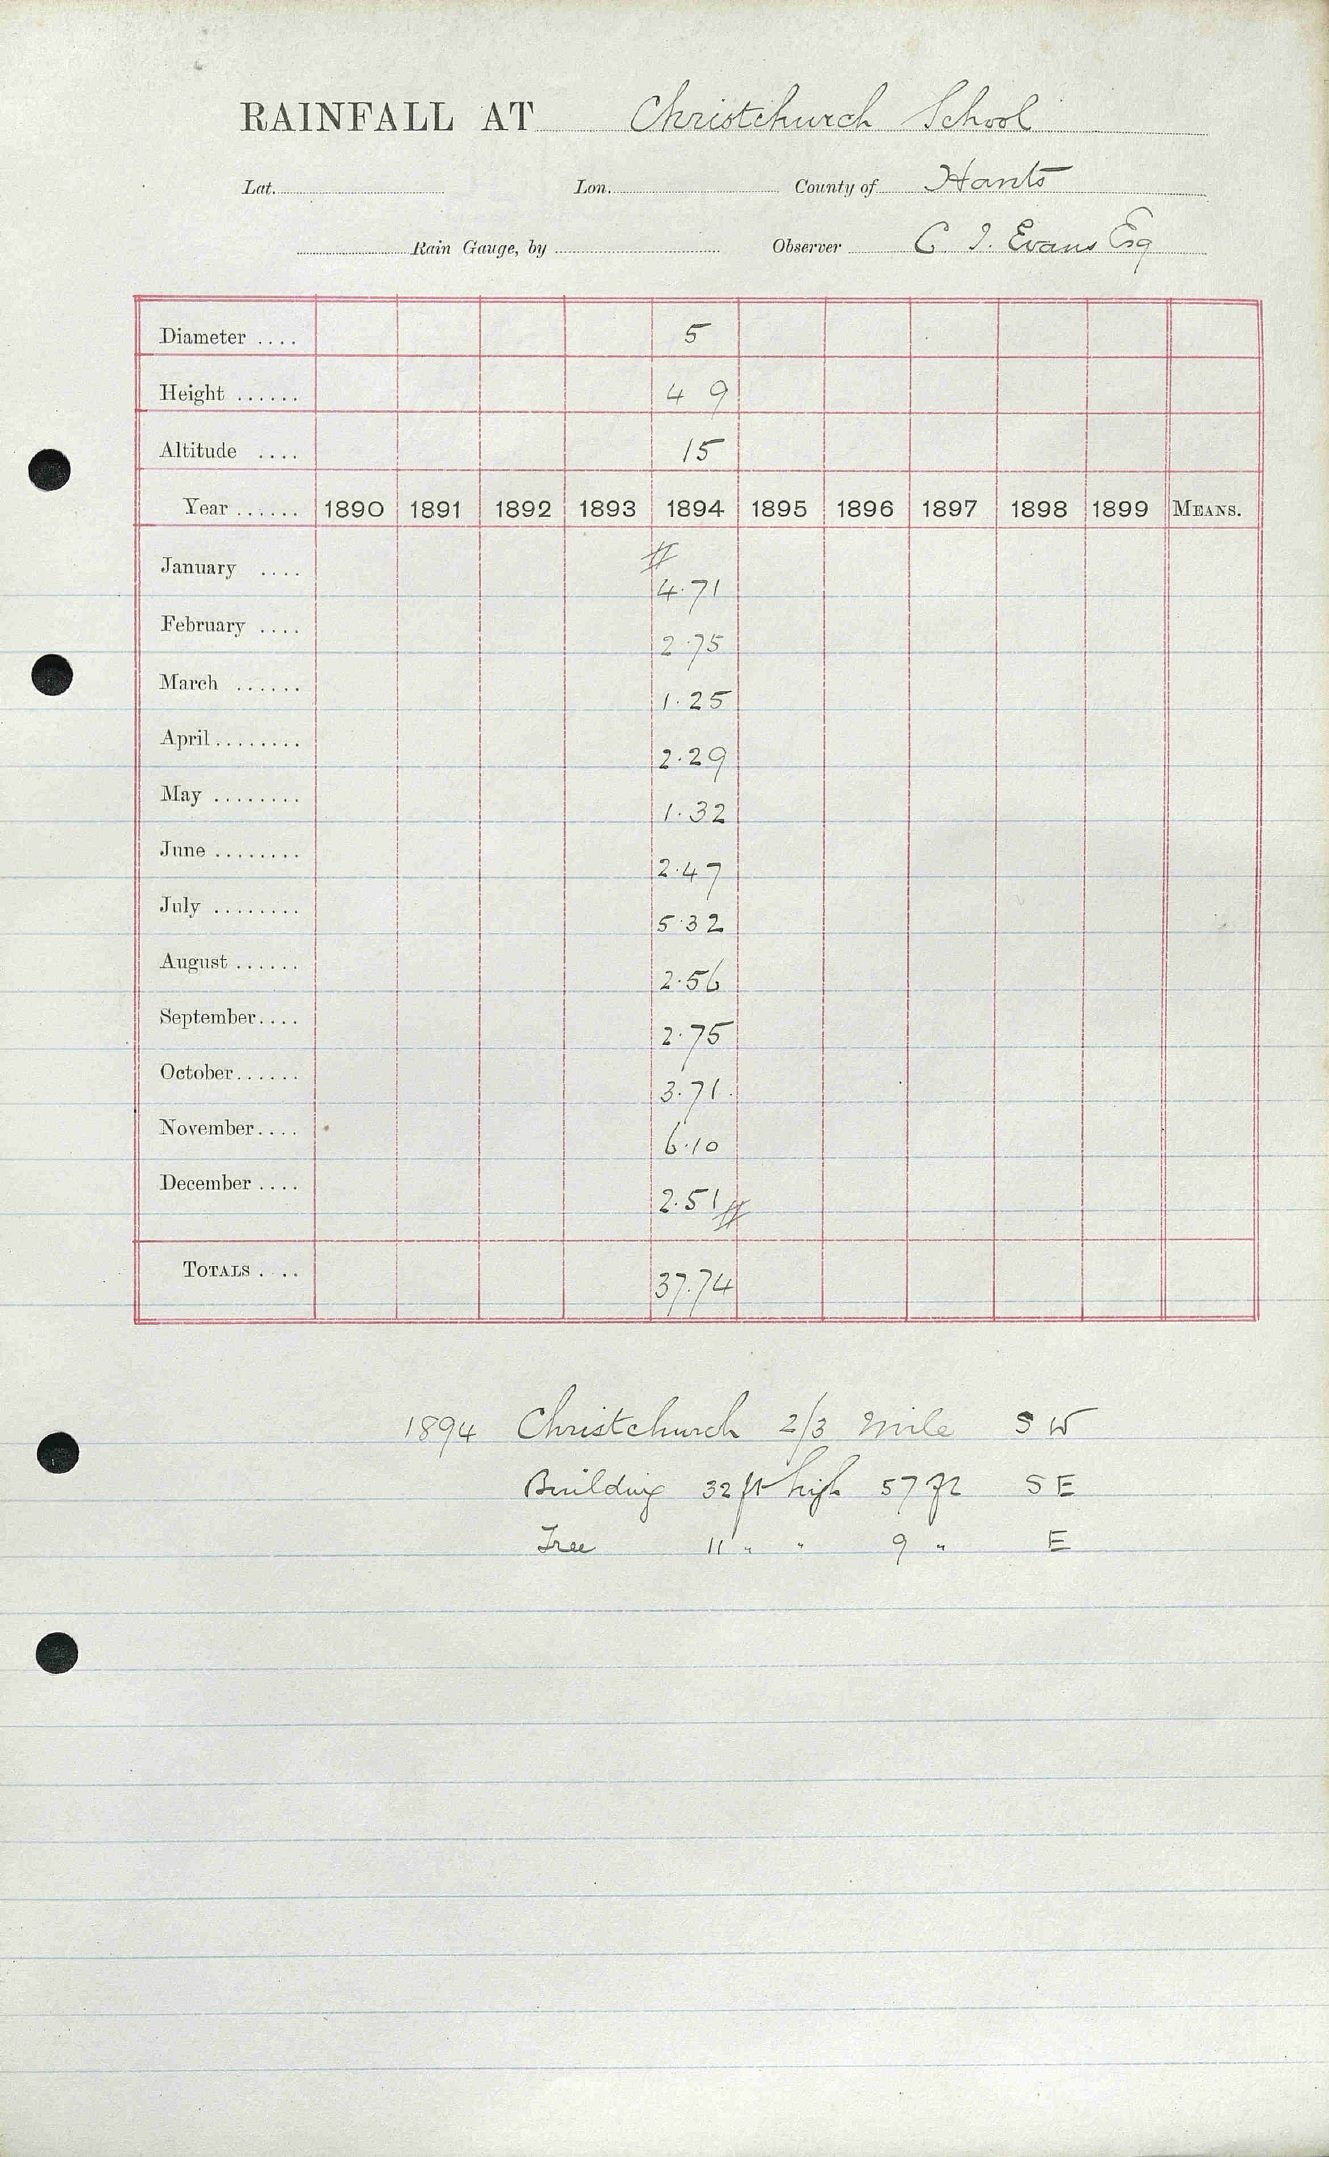 RAINFALL AT Christchurch School
Lat. Lon. County of Hants
Rain Gauge, by Observer C. I. Evans Esq
Diameter .... 5
Height ...... 4 9
Altitude .... 15
Year ...... 1890 1891 1892 1893 1894 1895 1896 1897 1898 1899 MEANS.
#
January .... 4.71
February .... 2.75
March ...... 1.25
April ........ 2.29
May ........ 1.32
June ........ 2.47
July ........ 5.32
August ...... 2.56
September .... 2.75
October ...... 3.71.
November .... 6.10
December .... 2.51 #
TOTALS . .. 37.74
1894 Christchurch 2/3 mile S W
Building 32 ft high 57 ft S E
Tree 11 " " 9 " E